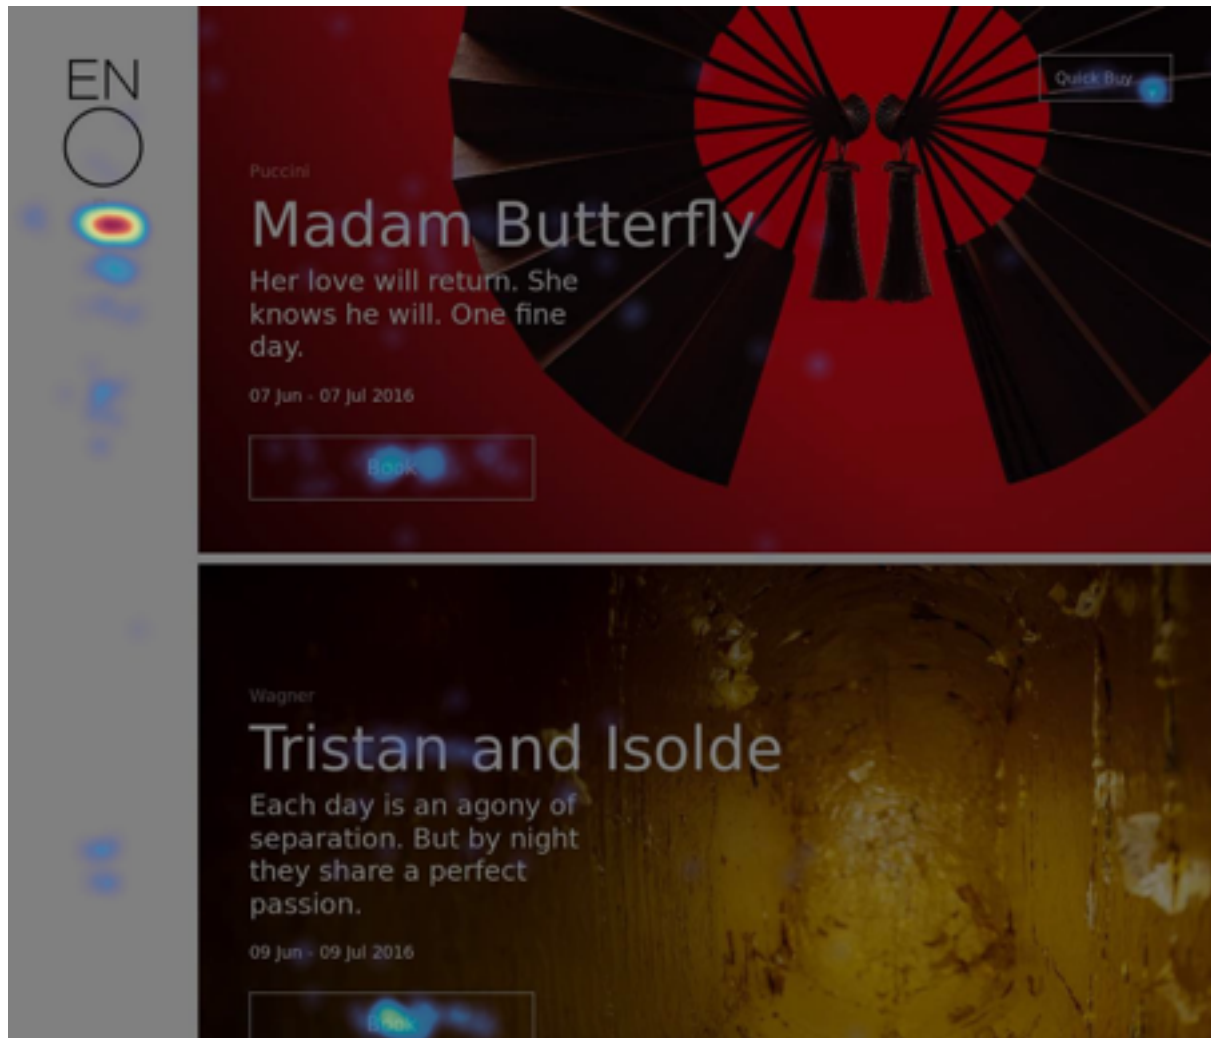 EN
O
Quick Buy
Puccini
Madam Butterfly
Her love will return. She
knows he will. One fine
day.
07 Jun - 07 Jul 2016
Book
Wagner
Tristan and Isolde
Each day is an agony of
separation. But by night
they share a perfect
passion.
09 Jun - 09 Jul 2016
Book